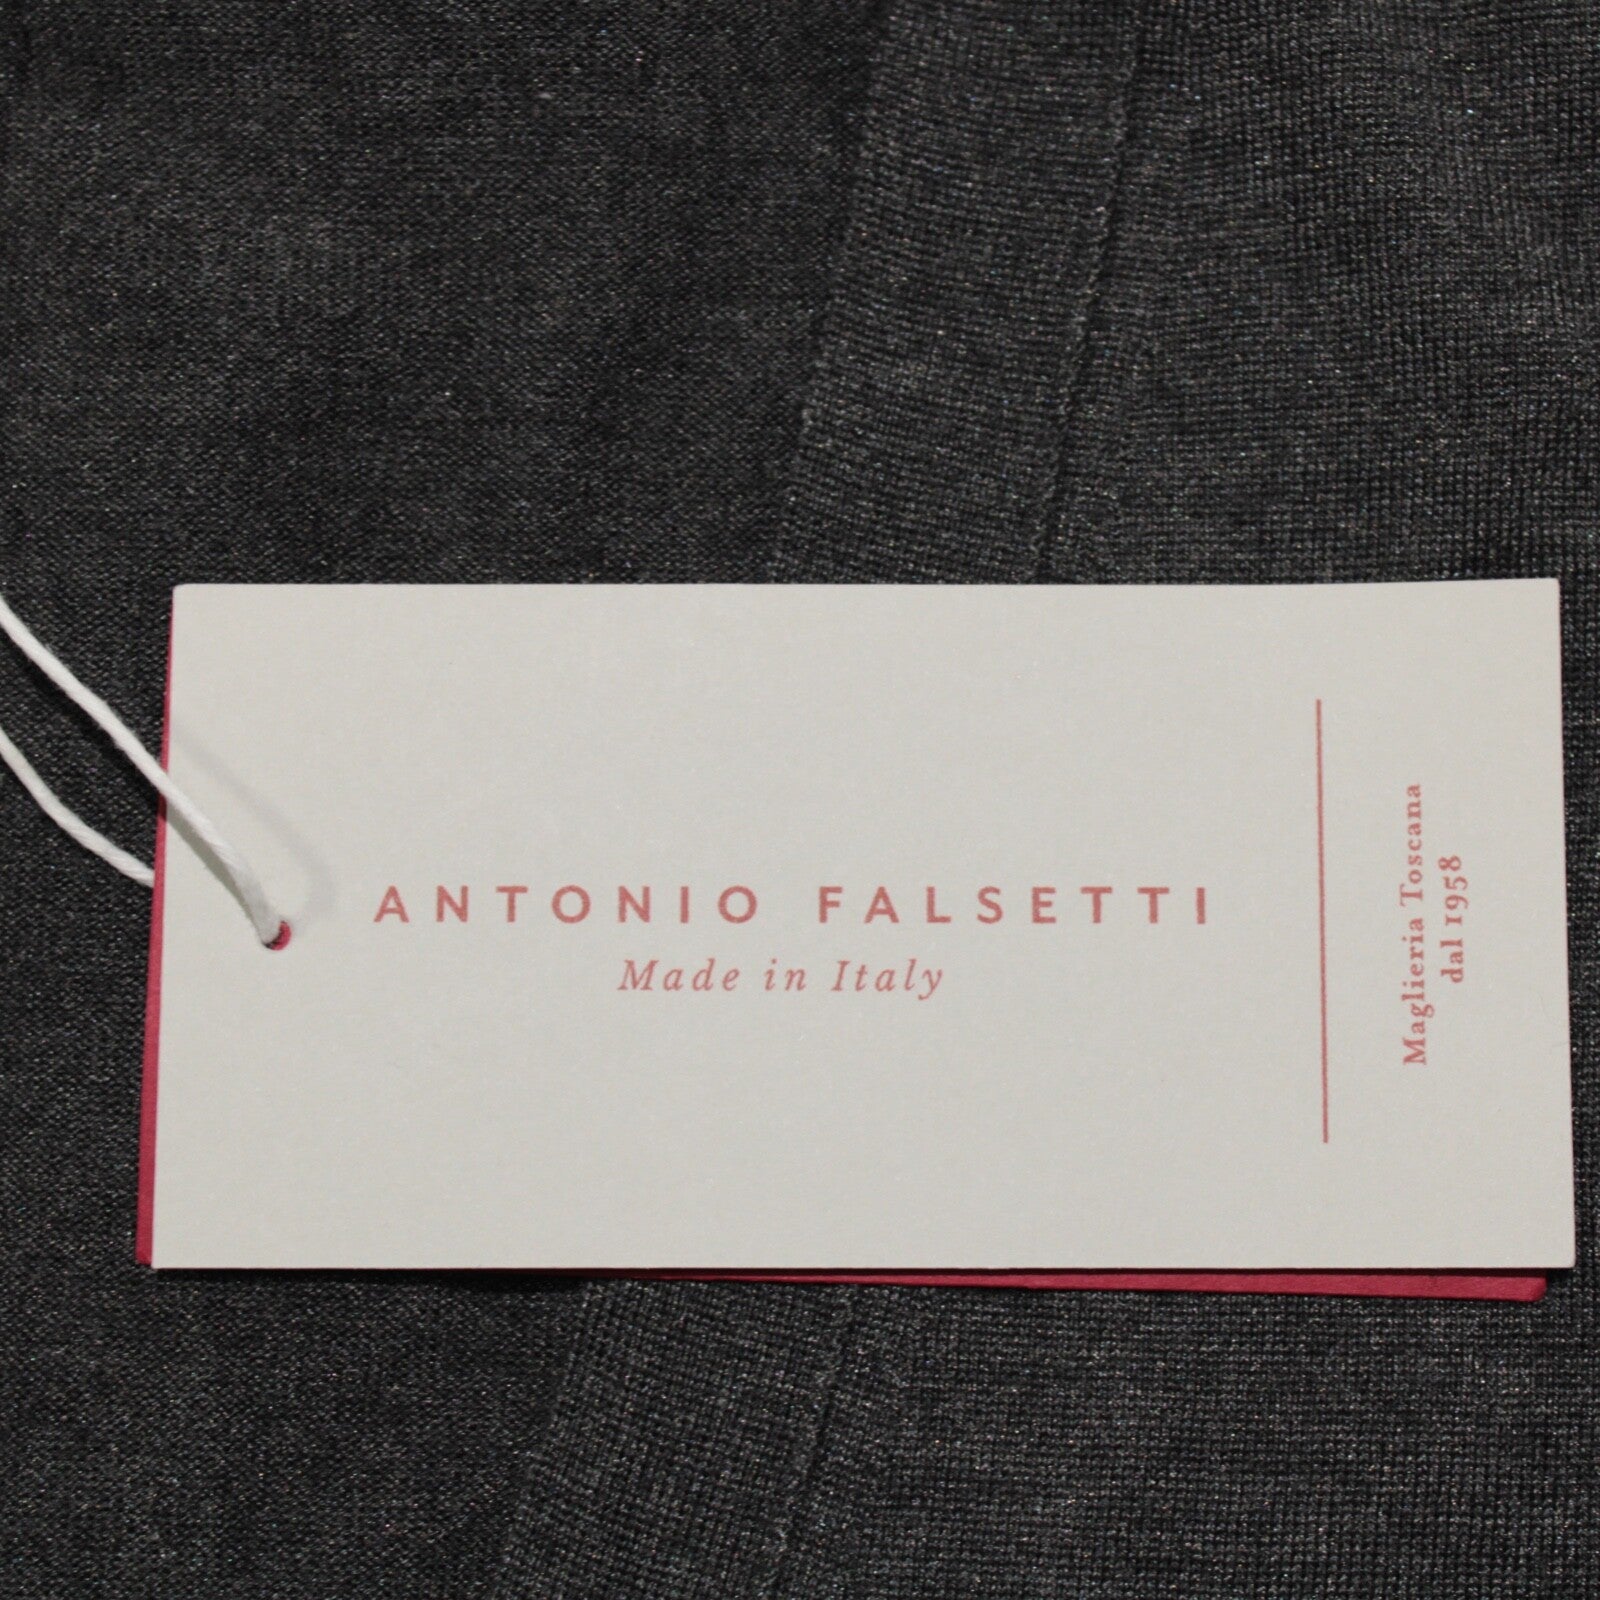 ANTONIO FALSETTI
Made in Italy
Maglieria Toscana
dal 1958